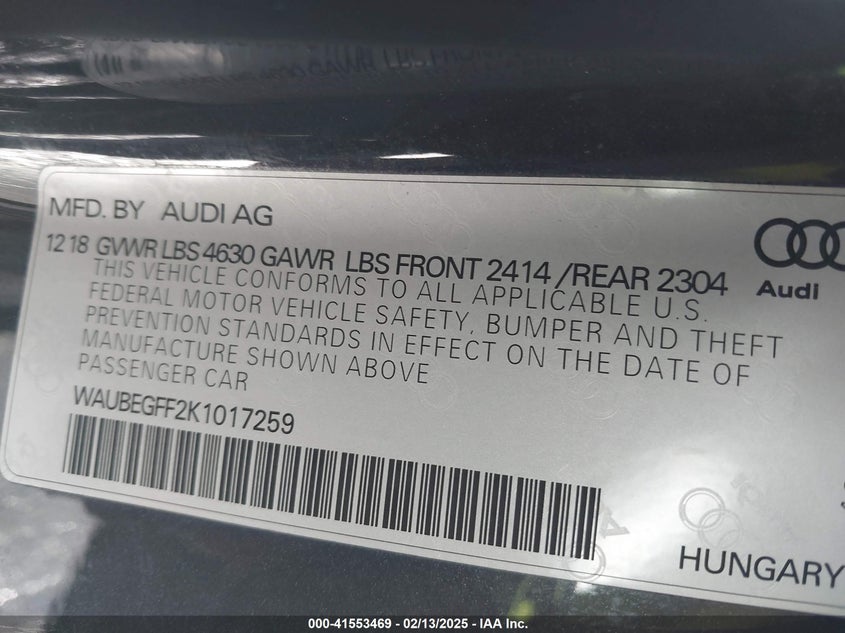 MFD. BY AUDI AG
12 18 GVWR LBS 4630 GAWR LBS FRONT 2414 /REAR 2304
THIS VEHICLE CONFORMS TO ALL APPLICABLE U.S.
FEDERAL MOTOR VEHICLE SAFETY, BUMPER AND THEFT
PREVENTION STANDARDS IN EFFECT ON THE DATE OF
MANUFACTURE SHOWN ABOVE
PASSENGER CAR
WAUBEGFF2K1017259
Audi
HUNGARY
000-41553469 - 02/13/2025 - IAA Inc.